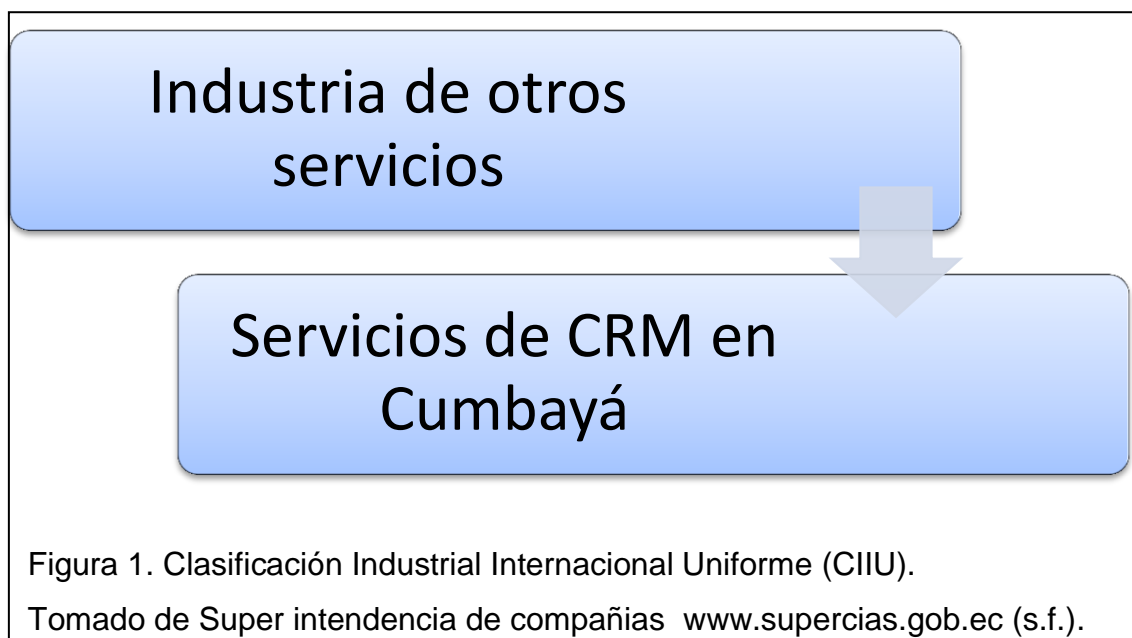 Industria de otros
servicios
Servicios de CRM en
Cumbayá
Figura 1. Clasificación Industrial Internacional Uniforme (CIIU).
Tomado de Super intendencia de compañias www.supercias.gob.ec (s.f.).